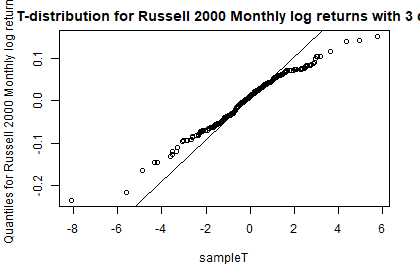 T-distribution for Russell 2000 Monthly log returns with 3
Quantiles for Russell 2000 Monthly log return
0.1
0.0
-0.1
-0.2
-8 -6 -4 -2 0 2 4 6
sampleT